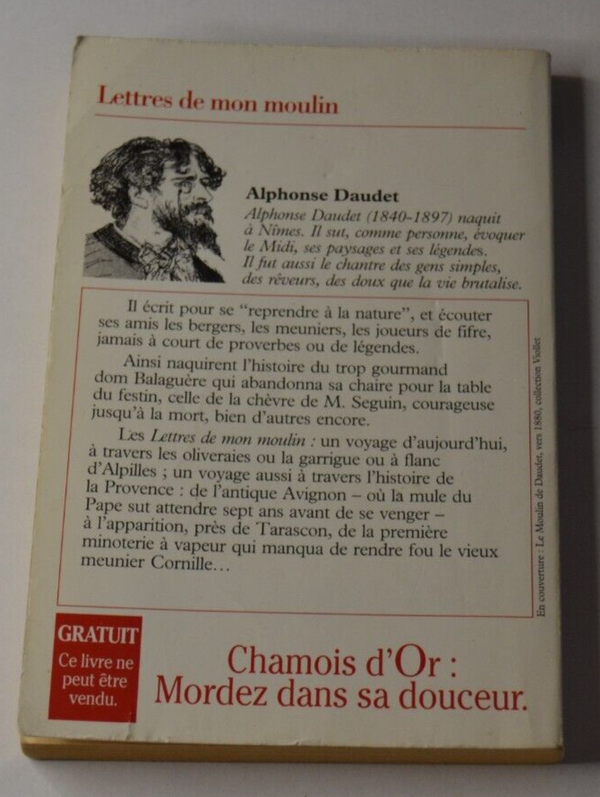 Lettres de mon moulin
Alphonse Daudet
Alphonse Daudet (1840-1897) naquit
à Nîmes. Il sut, comme personne, évoquer
le Midi, ses paysages et ses légendes.
Il fut aussi le chantre des gens simples,
des rêveurs, des doux que la vie brutalise.
Il écrit pour se “reprendre à la nature”, et écouter
ses amis les bergers, les meuniers, les joueurs de fifre,
jamais à court de proverbes ou de légendes.
Ainsi naquirent l'histoire du trop gourmand
dom Balaguère qui abandonna sa chaire pour la table
du festin, celle de la chèvre de M. Seguin, courageuse
jusqu'à la mort, bien d'autres encore.
Les Lettres de mon moulin : un voyage d'aujourd'hui,
à travers les oliveraies ou la garrigue ou à flanc
d'Alpilles ; un voyage aussi à travers l'histoire de
la Provence : de l'antique Avignon – où la mule du
Pape sut attendre sept ans avant de se venger –
à l'apparition, près de Tarascon, de la première
minoterie à vapeur qui manqua de rendre fou le vieux
meunier Cornille…
En couverture : Le Moulin de Daudet, vers 1880, collection Viollet
GRATUIT
Ce livre ne
peut être
vendu.
Chamois d'Or :
Mordez dans sa douceur.